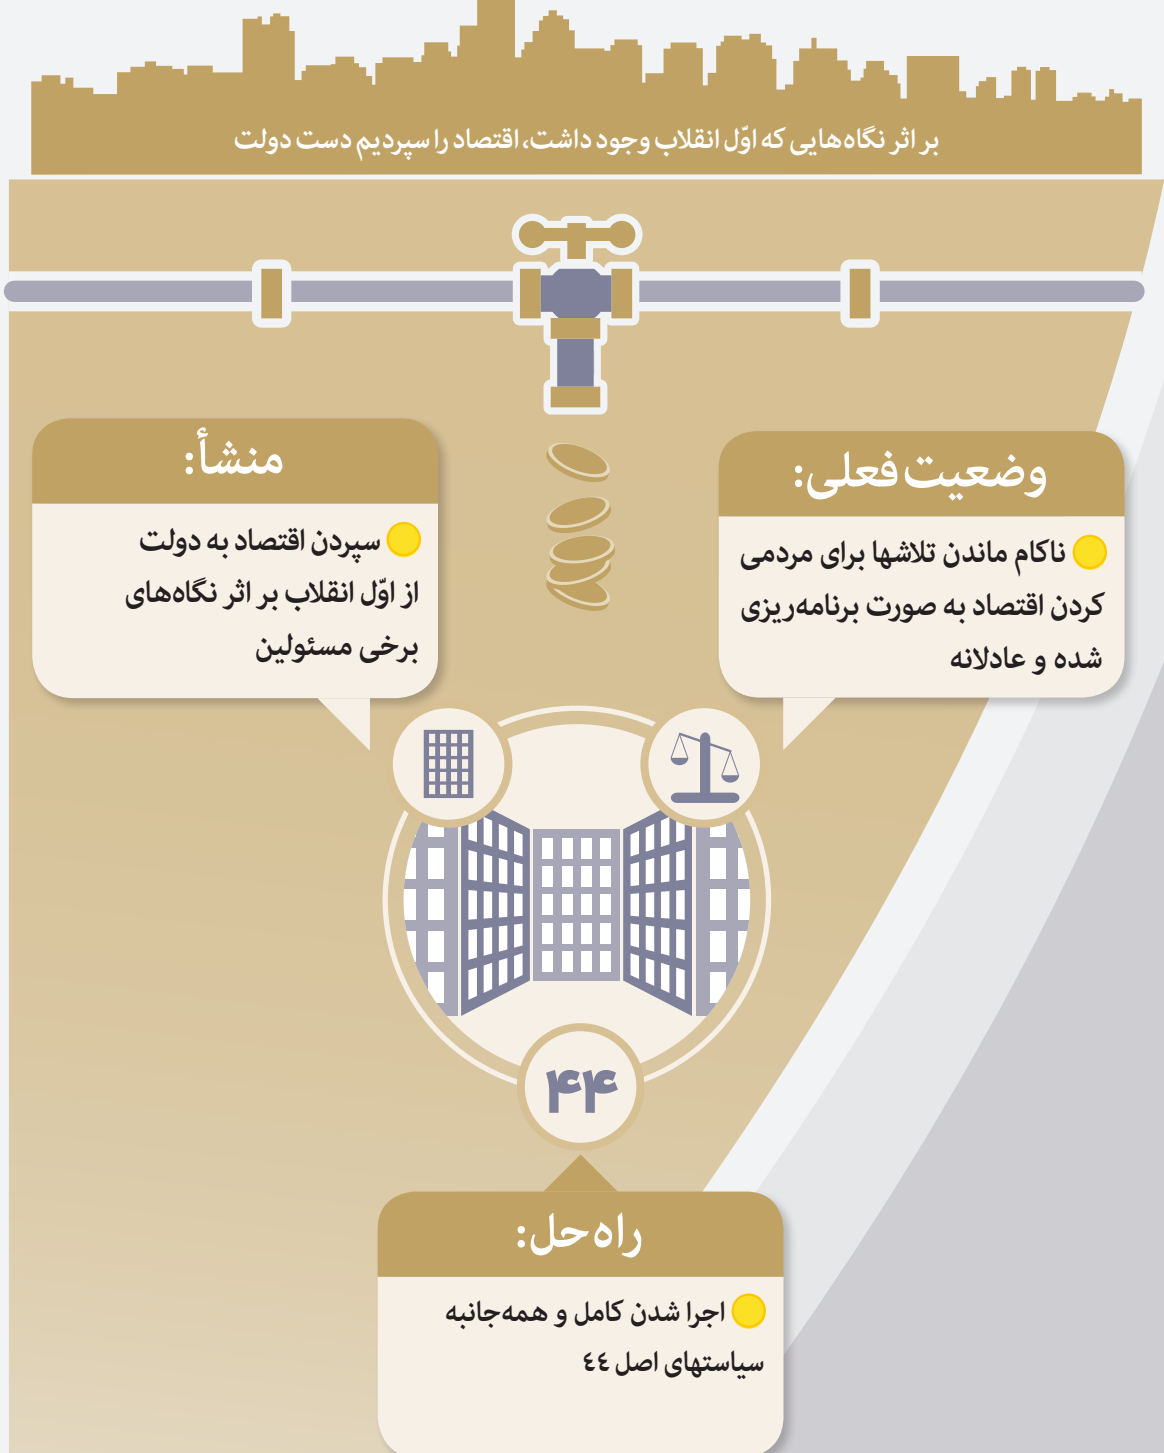 بر اثر نگاه‌هایی که اوّل انقلاب وجود داشت، اقتصاد را سپردیم دست دولت
وضعیت فعلی:
ناکام ماندن تلاشها برای مردمی
کردن اقتصاد به صورت برنامه‌ریزی
شده و عادلانه
منشأ:
سپردن اقتصاد به دولت
از اوّل انقلاب بر اثر نگاه‌های
برخی مسئولین
۴۴
راه‌حل:
اجرا شدن کامل و همه‌جانبه
سیاستهای اصل ٤٤